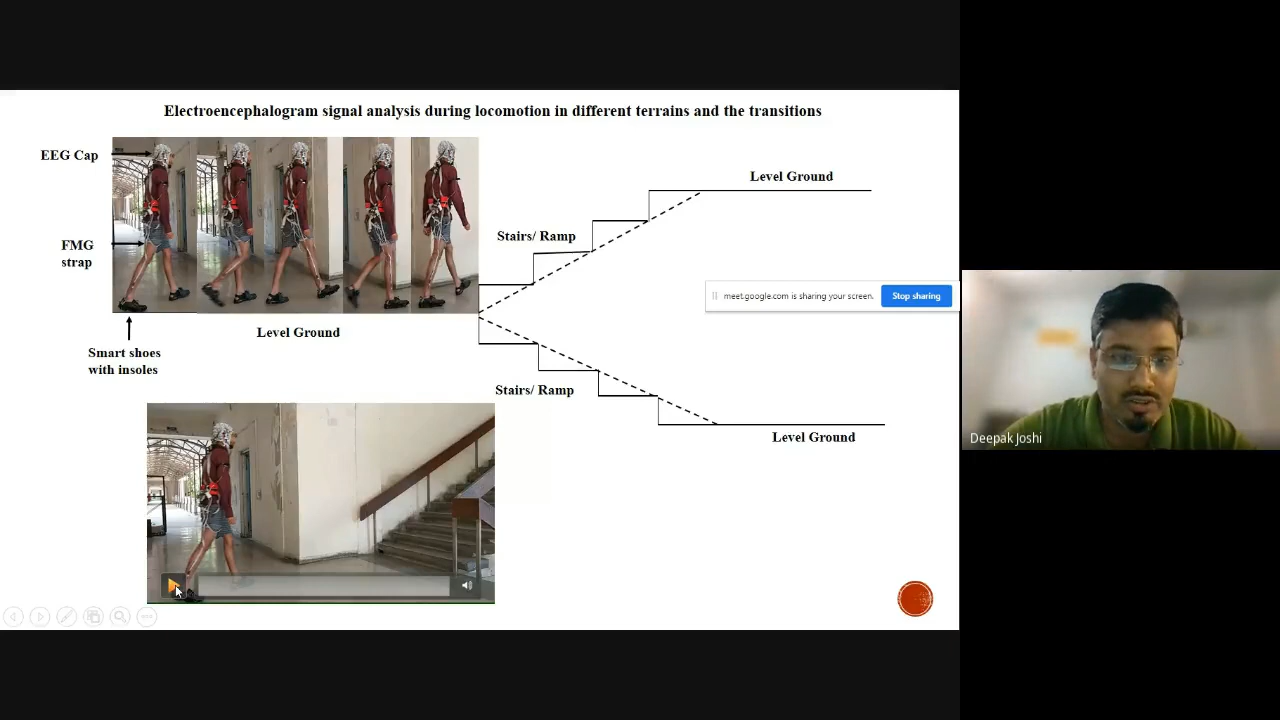 Electroencephalogram signal analysis during locomotion in different terrains and the transitions
EEG Cap
FMG
strap
Smart shoes
with insoles
Level Ground
Stairs/ Ramp
Level Ground
meet.google.com is sharing your screen.
Stop sharing
Stairs/ Ramp
Level Ground
Deepak Joshi